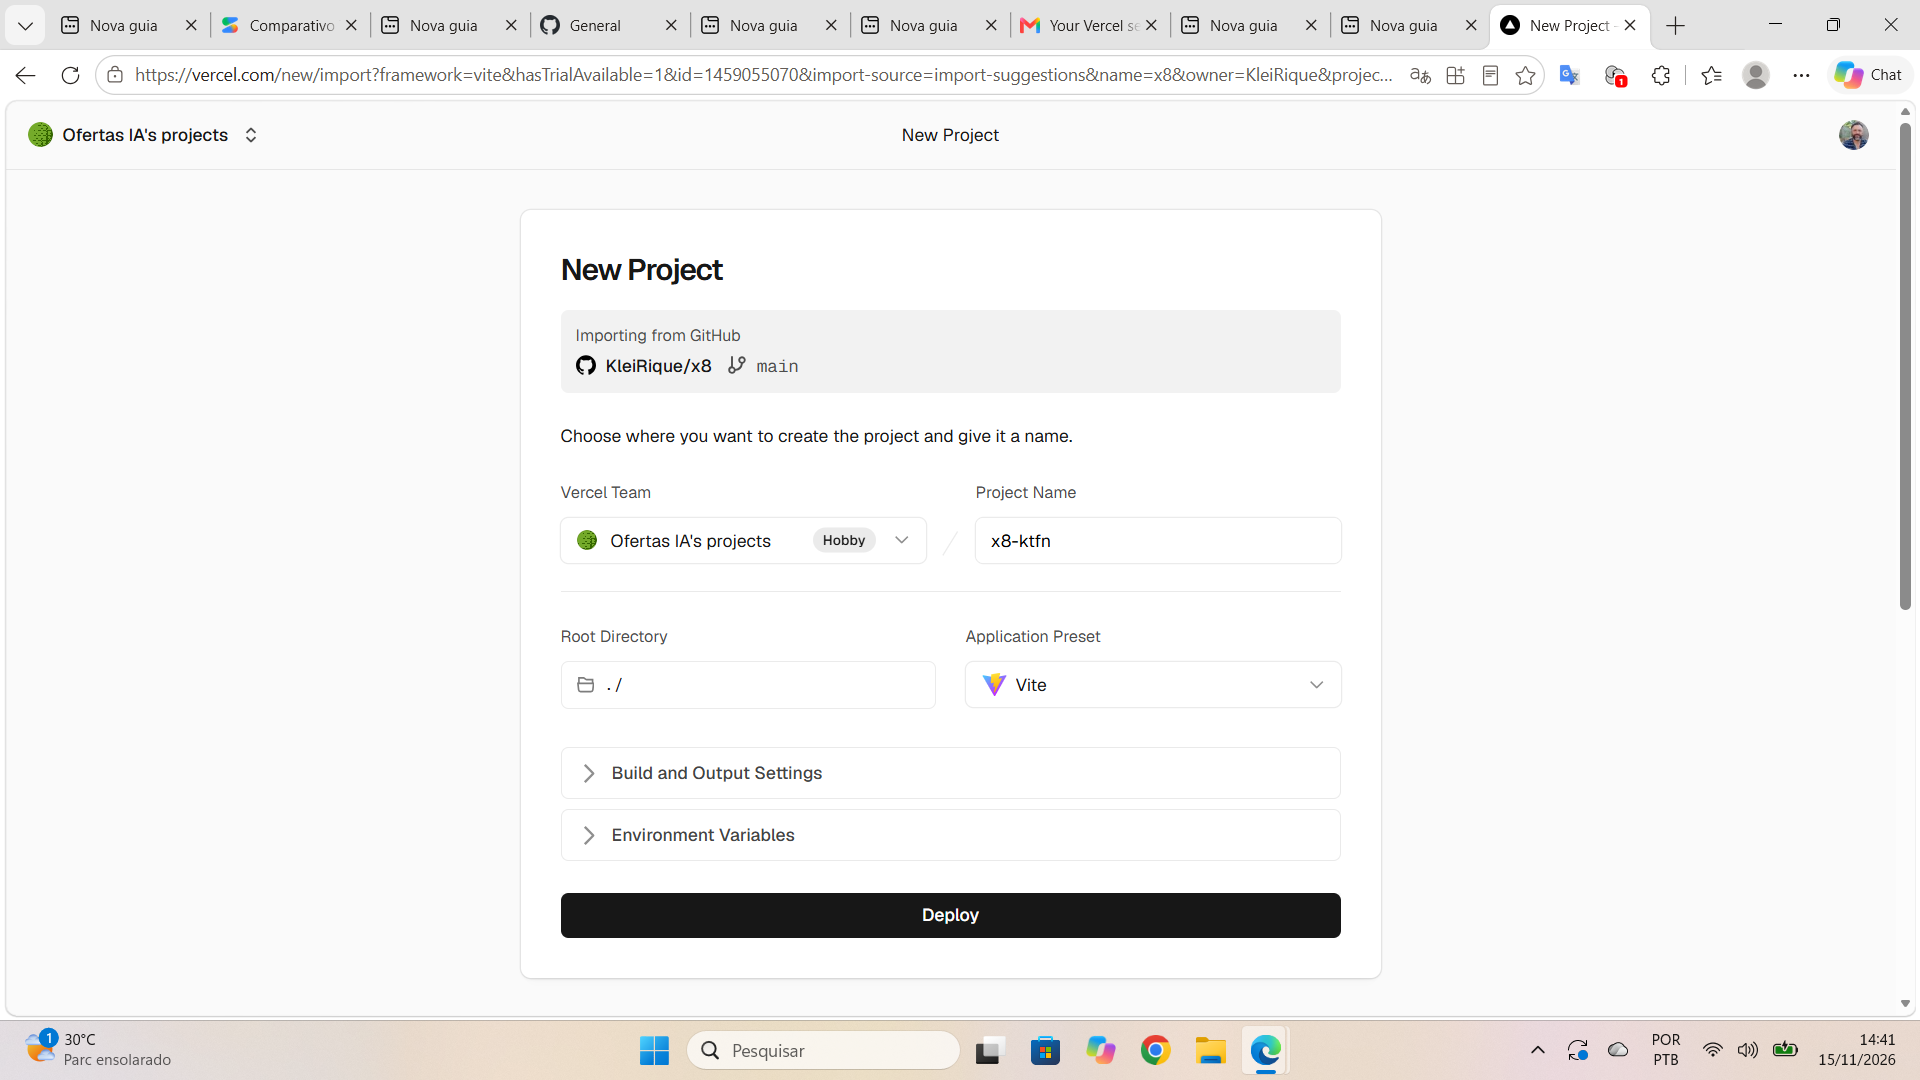 Nova guia
Comparativo
Nova guia
General
Nova guia
Nova guia
Your Vercel se
Nova guia
Nova guia
New Project -
https://vercel.com/new/import?framework=vite&hasTrialAvailable=1&id=1459055070&import-source=import-suggestions&name=x8&owner=KleiRique&projec...
1
Chat
Ofertas IA's projects
New Project
New Project
Importing from GitHub
KleiRique/x8 main
Choose where you want to create the project and give it a name.
Vercel Team
Project Name
Ofertas IA's projects Hobby
x8-ktfn
Root Directory
Application Preset
./
Vite
Build and Output Settings
Environment Variables
Deploy
1
30°C
Parc ensolarado
Pesquisar
POR
PTB
14:41
15/11/2026